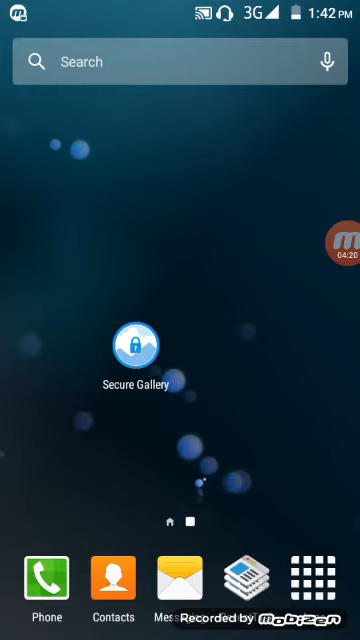 3G 1:42 PM
Search
04:20
Secure Gallery
Phone Contacts
Recorded by Mobizen